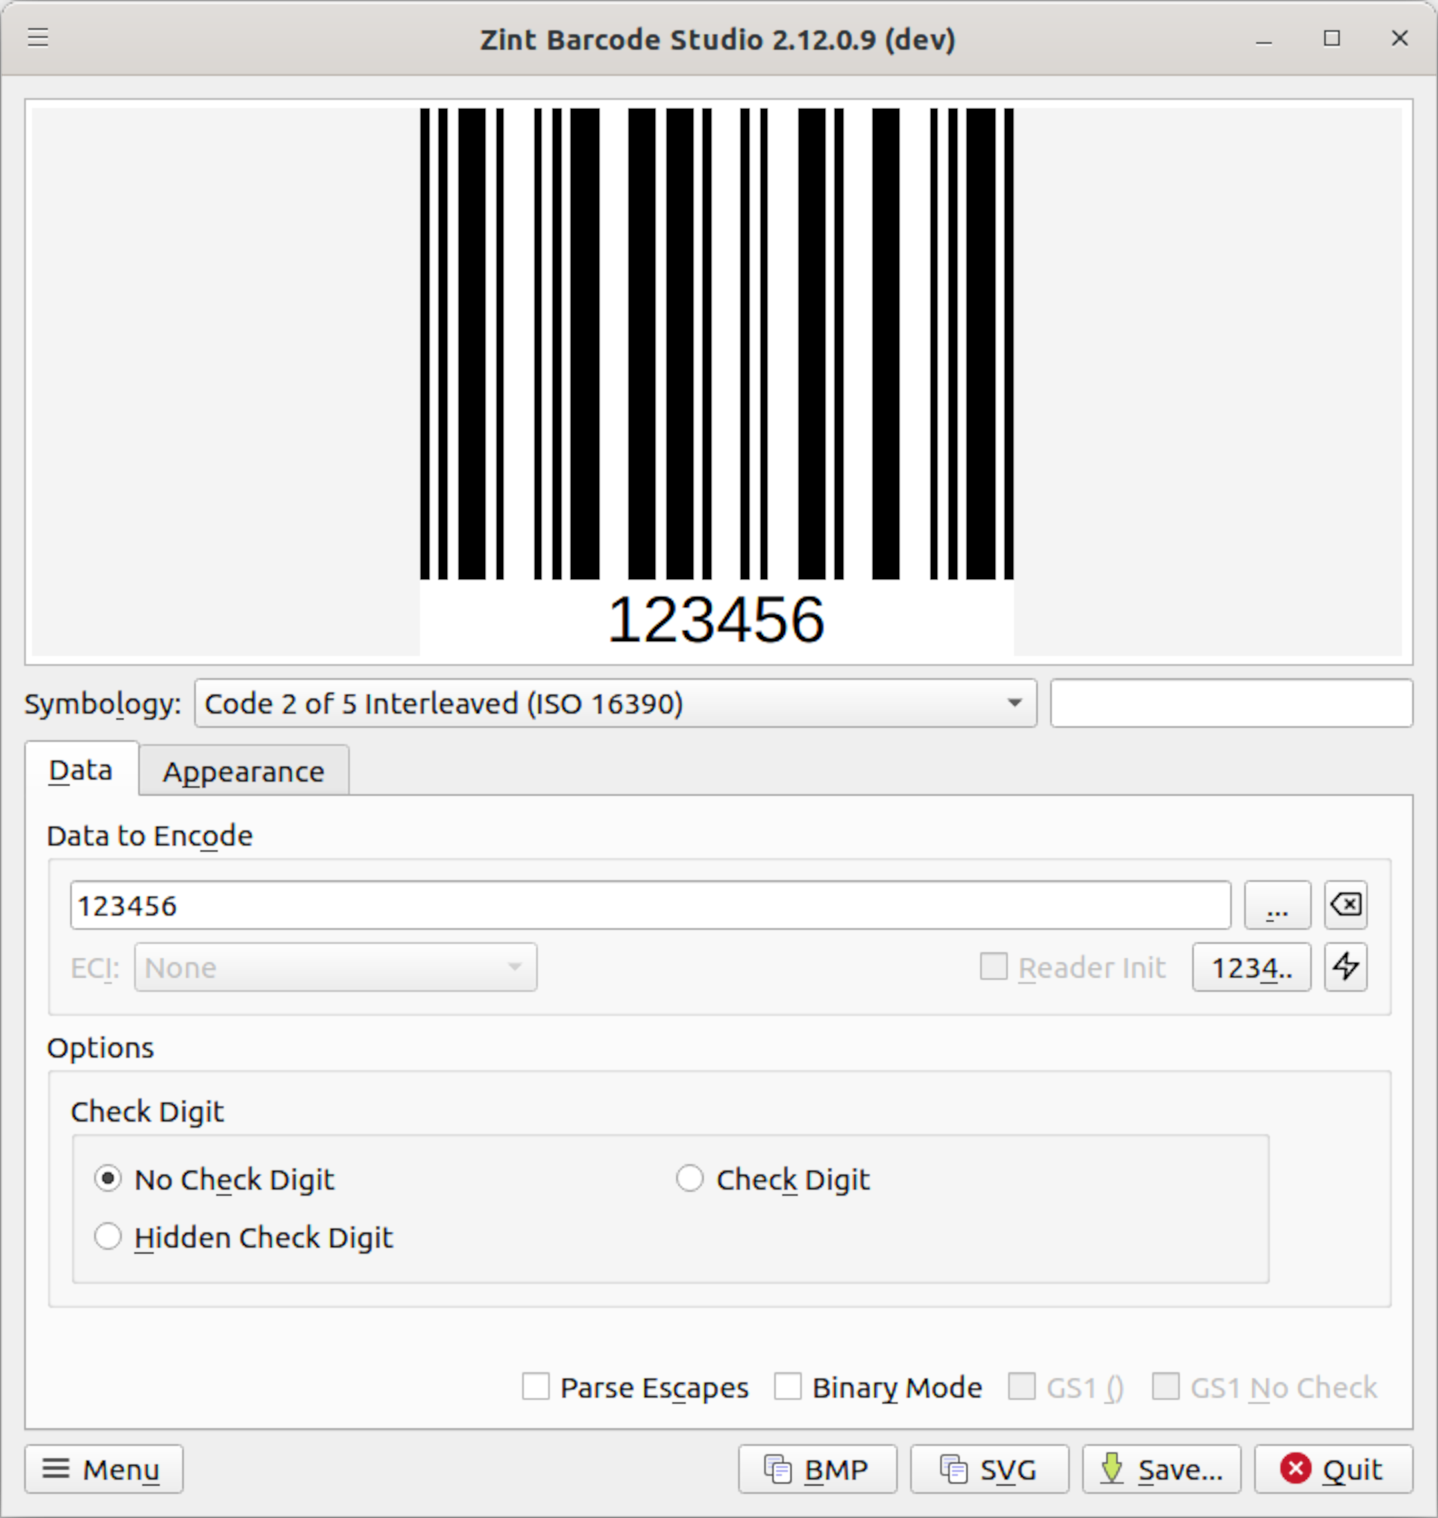 Zint Barcode Studio 2.12.0.9 (dev)
123456
Symbology: Code 2 of 5 Interleaved (ISO 16390)
Data Appearance
Data to Encode
123456 ...
ECI: None Reader Init 1234..
Options
Check Digit
No Check Digit Check Digit
Hidden Check Digit
Parse Escapes Binary Mode GS1 () GS1 No Check
Menu BMP SVG Save... Quit